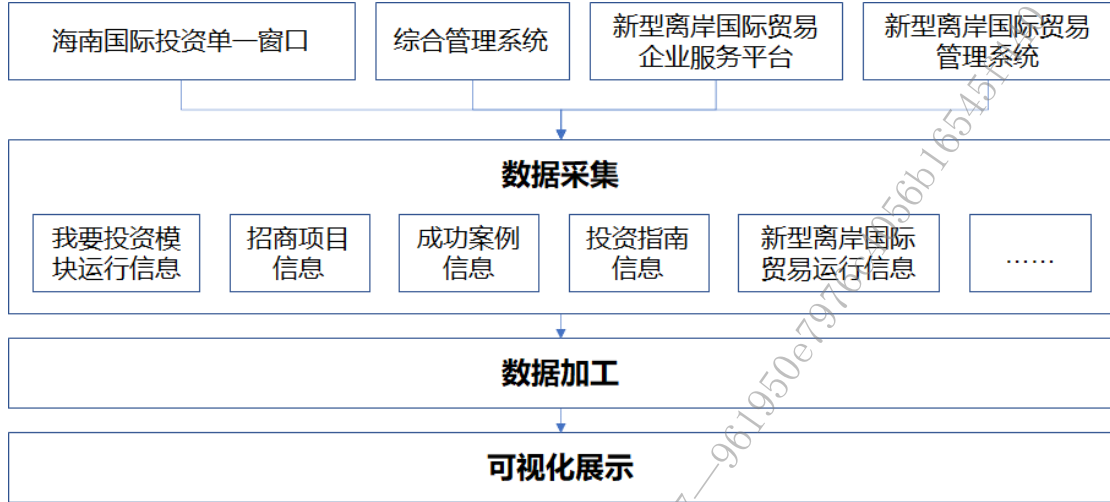 海南国际投资单一窗口
综合管理系统
新型离岸国际贸易
企业服务平台
新型离岸国际贸易
管理系统
数据采集
我要投资模
块运行信息
招商项目
信息
成功案例
信息
投资指南
信息
新型离岸国际
贸易运行信息
……
数据加工
可视化展示